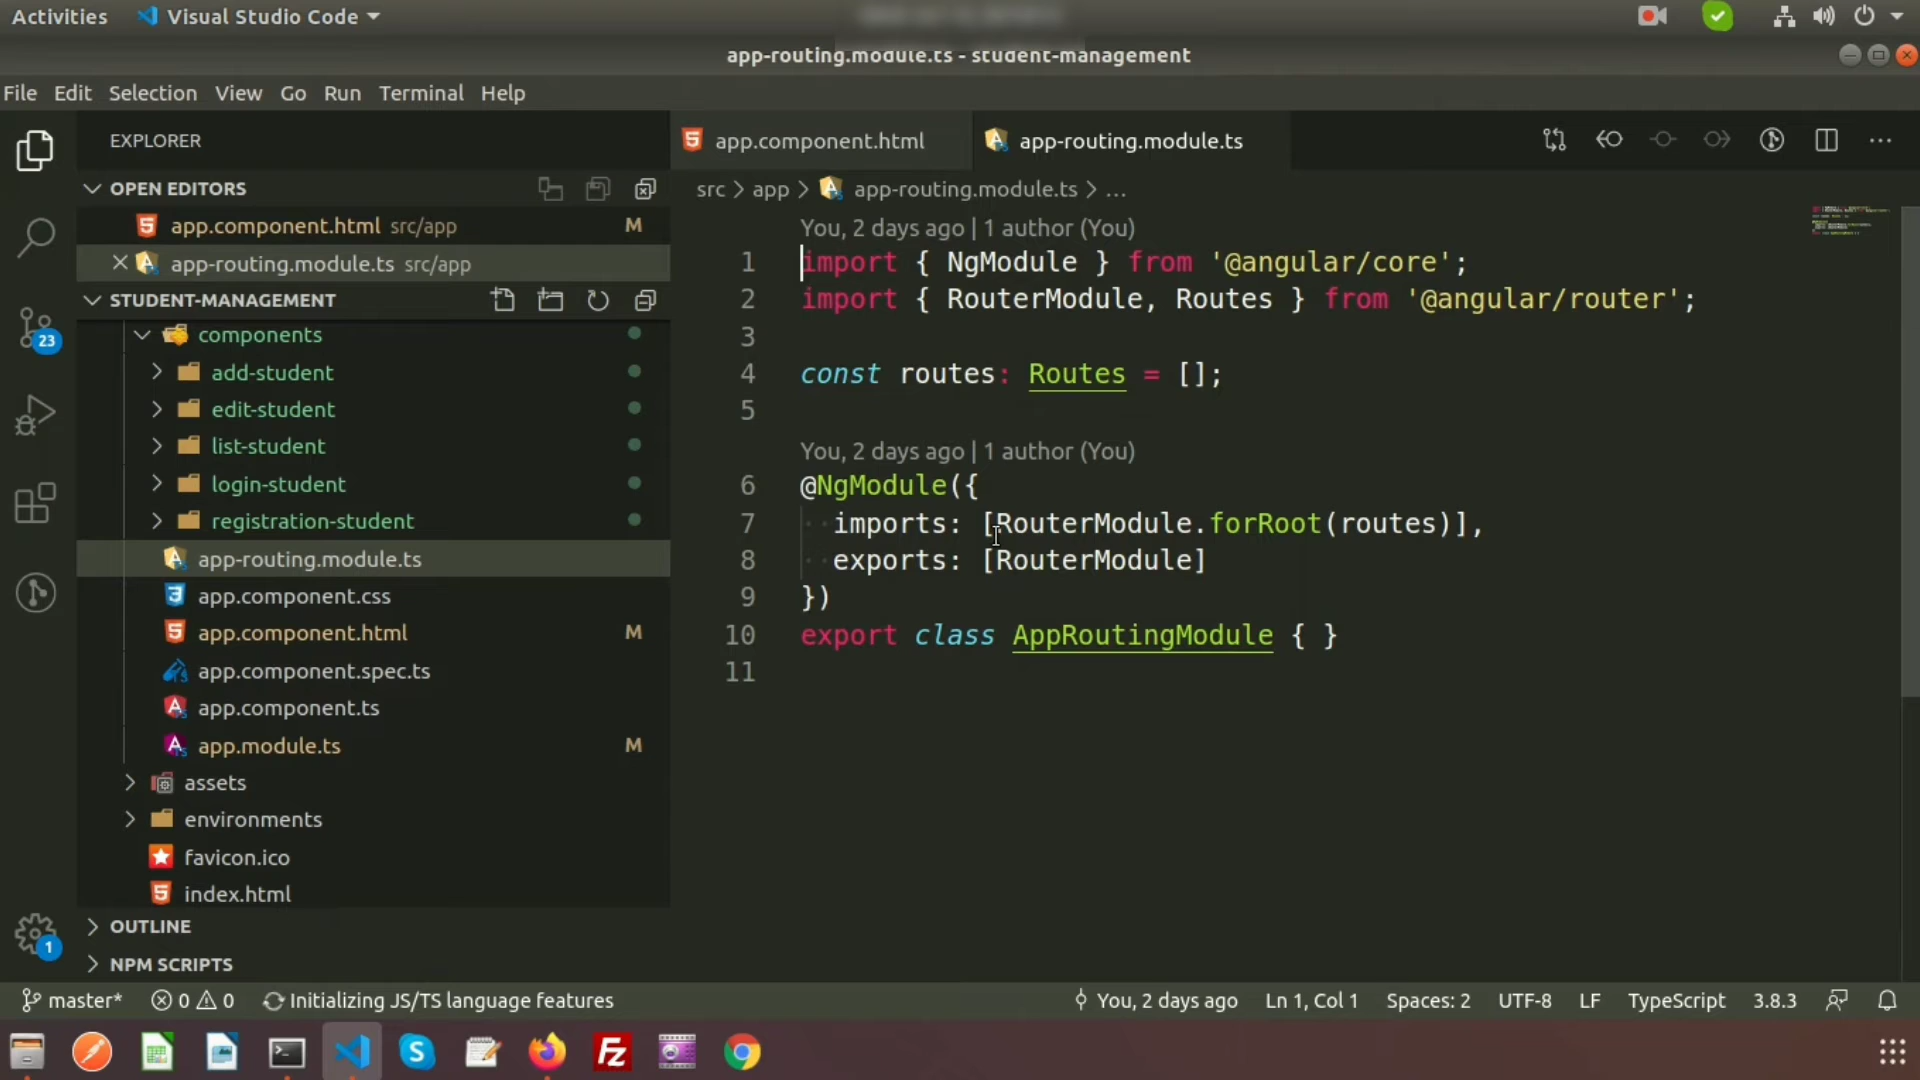 Activities Visual Studio Code
app-routing.module.ts - student-management
File Edit Selection View Go Run Terminal Help
EXPLORER
OPEN EDITORS
app.component.html src/app M
app-routing.module.ts src/app
STUDENT-MANAGEMENT
components
add-student
edit-student
list-student
login-student
registration-student
app-routing.module.ts
app.component.css
app.component.html M
app.component.spec.ts
app.component.ts
app.module.ts M
assets
environments
favicon.ico
index.html
OUTLINE
NPM SCRIPTS
23
1
app.component.html app-routing.module.ts
src > app > app-routing.module.ts > ...
You, 2 days ago | 1 author (You)
1 import { NgModule } from '@angular/core';
2 import { RouterModule, Routes } from '@angular/router';
3
4 const routes: Routes = [];
5
You, 2 days ago | 1 author (You)
6 @NgModule({
7 imports: [RouterModule.forRoot(routes)],
8 exports: [RouterModule]
9 })
10 export class AppRoutingModule { }
11
master* 0 0 Initializing JS/TS language features You, 2 days ago Ln 1, Col 1 Spaces: 2 UTF-8 LF TypeScript 3.8.3